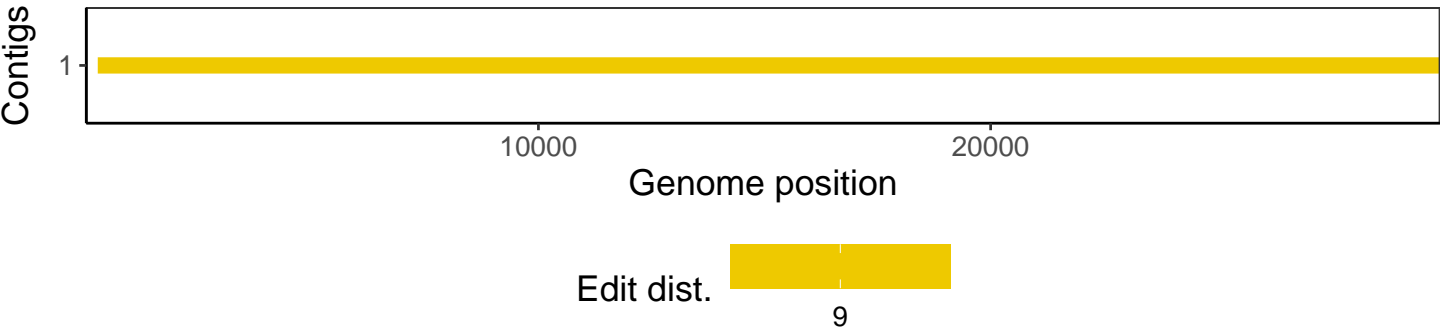 Contigs
1
10000 20000
Genome position
Edit dist.
9